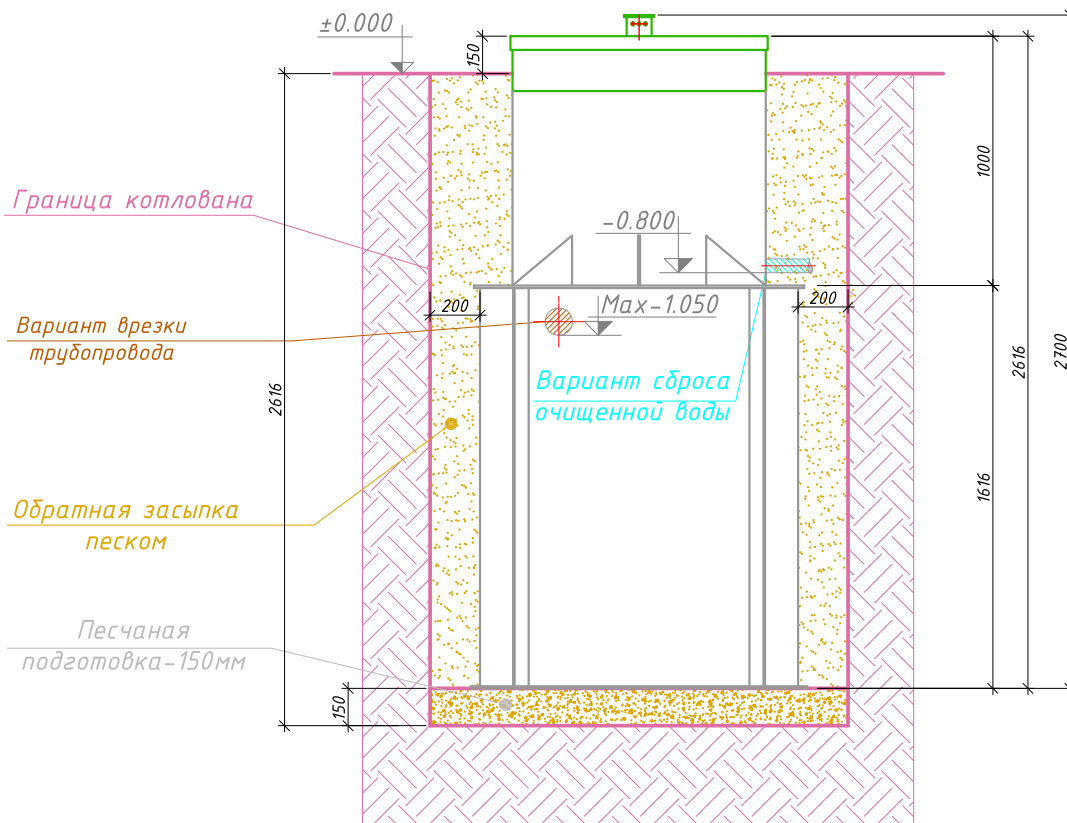 ±0.000
150
1000
Граница котлована
-0.800
200
Max-1.050
200
Вариант врезки
трубопровода
2616
2616
2700
Вариант сброса
очищенной воды
1616
Обратная засыпка
песком
Песчаная
подготовка-150мм
150